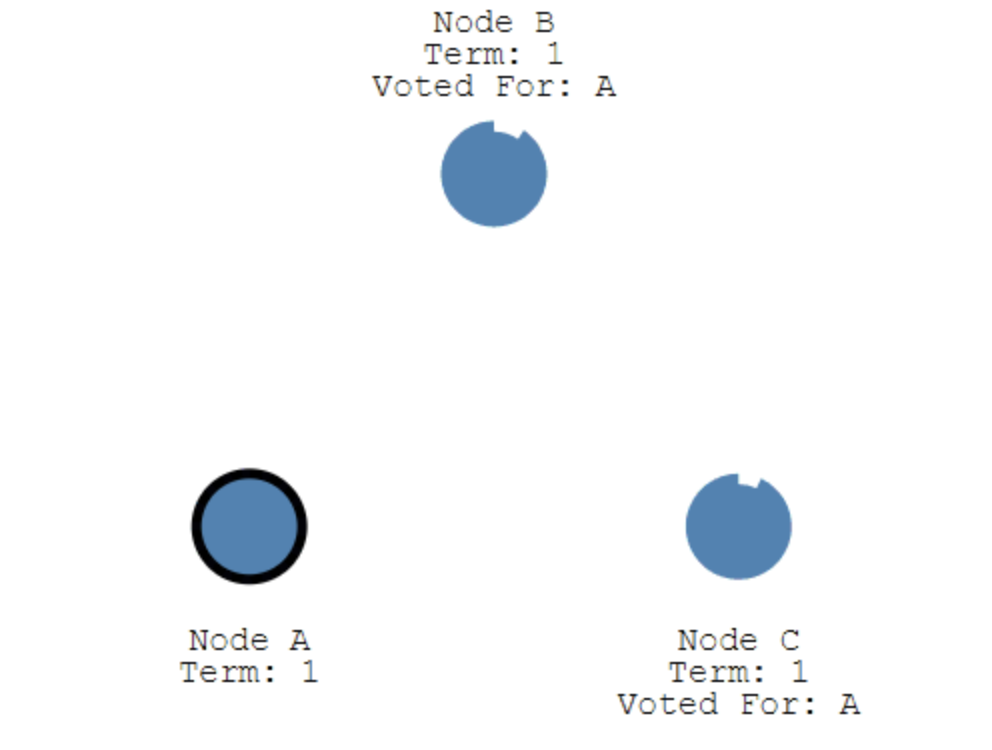 Node B
Term: 1
Voted For: A
Node A
Term: 1
Node C
Term: 1
Voted For: A